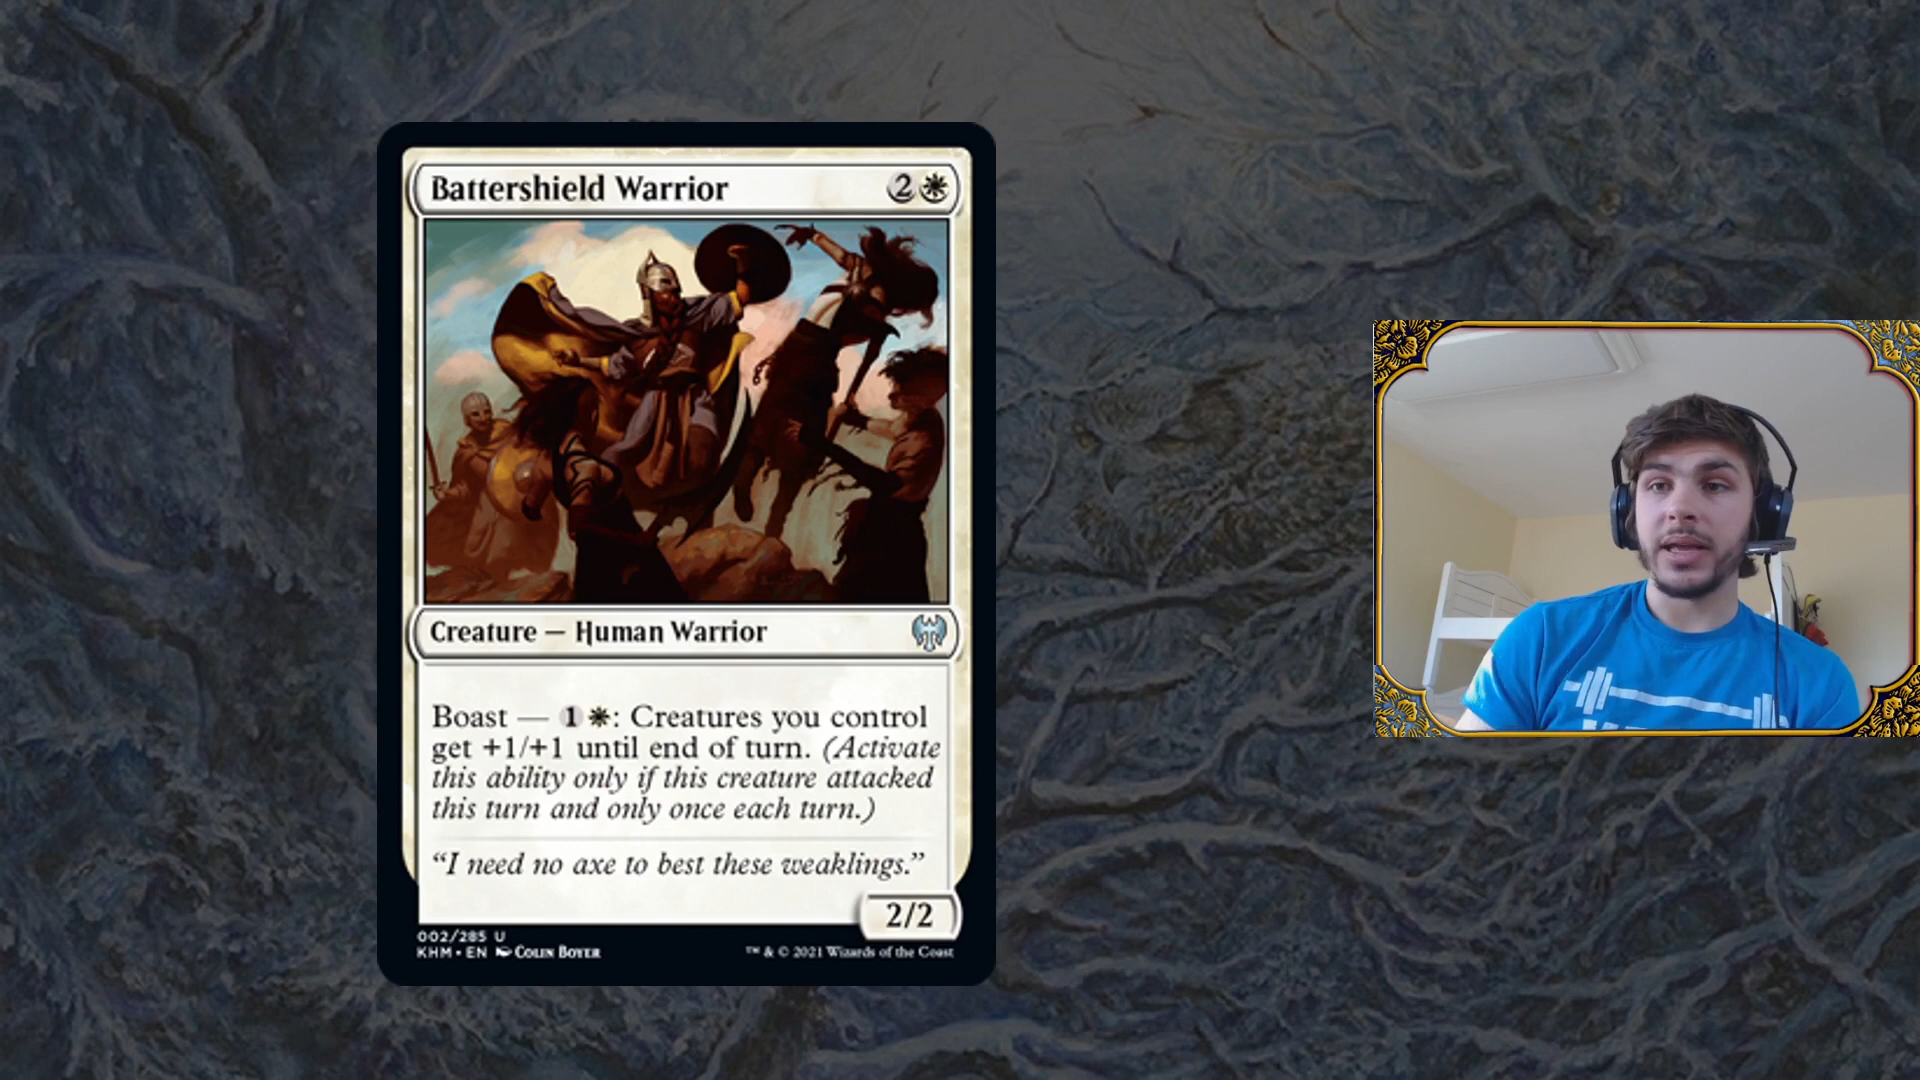 Battershield Warrior 2
Creature — Human Warrior
Boast — 1 : Creatures you control
get +1/+1 until end of turn. (Activate
this ability only if this creature attacked
this turn and only once each turn.)
“I need no axe to best these weaklings.”
2/2
002/285 U
KHM • EN Colin Boyer
™ & © 2021 Wizards of the Coast